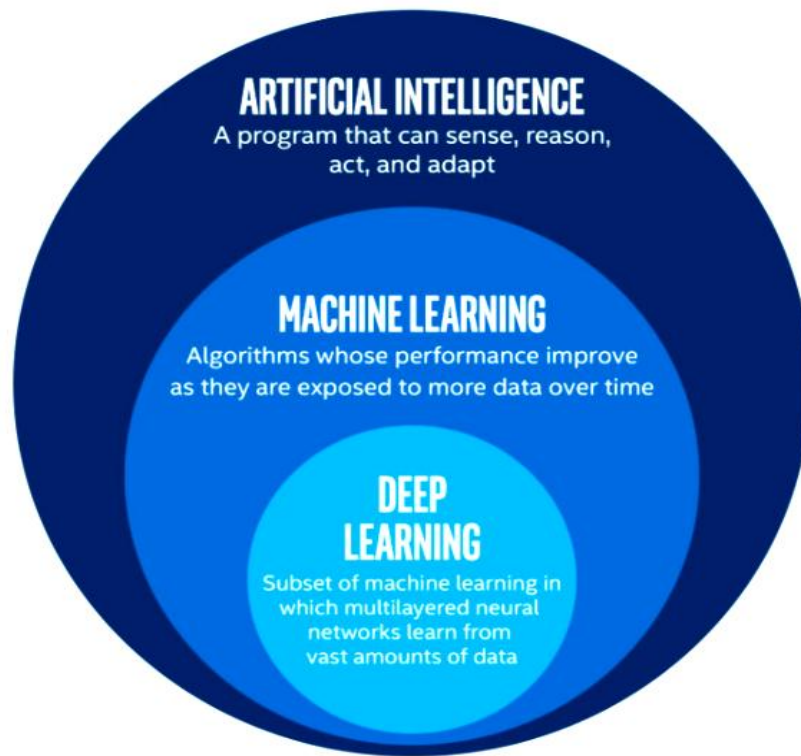 ARTIFICIAL INTELLIGENCE
A program that can sense, reason,
act, and adapt
MACHINE LEARNING
Algorithms whose performance improve
as they are exposed to more data over time
DEEP
LEARNING
Subset of machine learning in
which multilayered neural
networks learn from
vast amounts of data